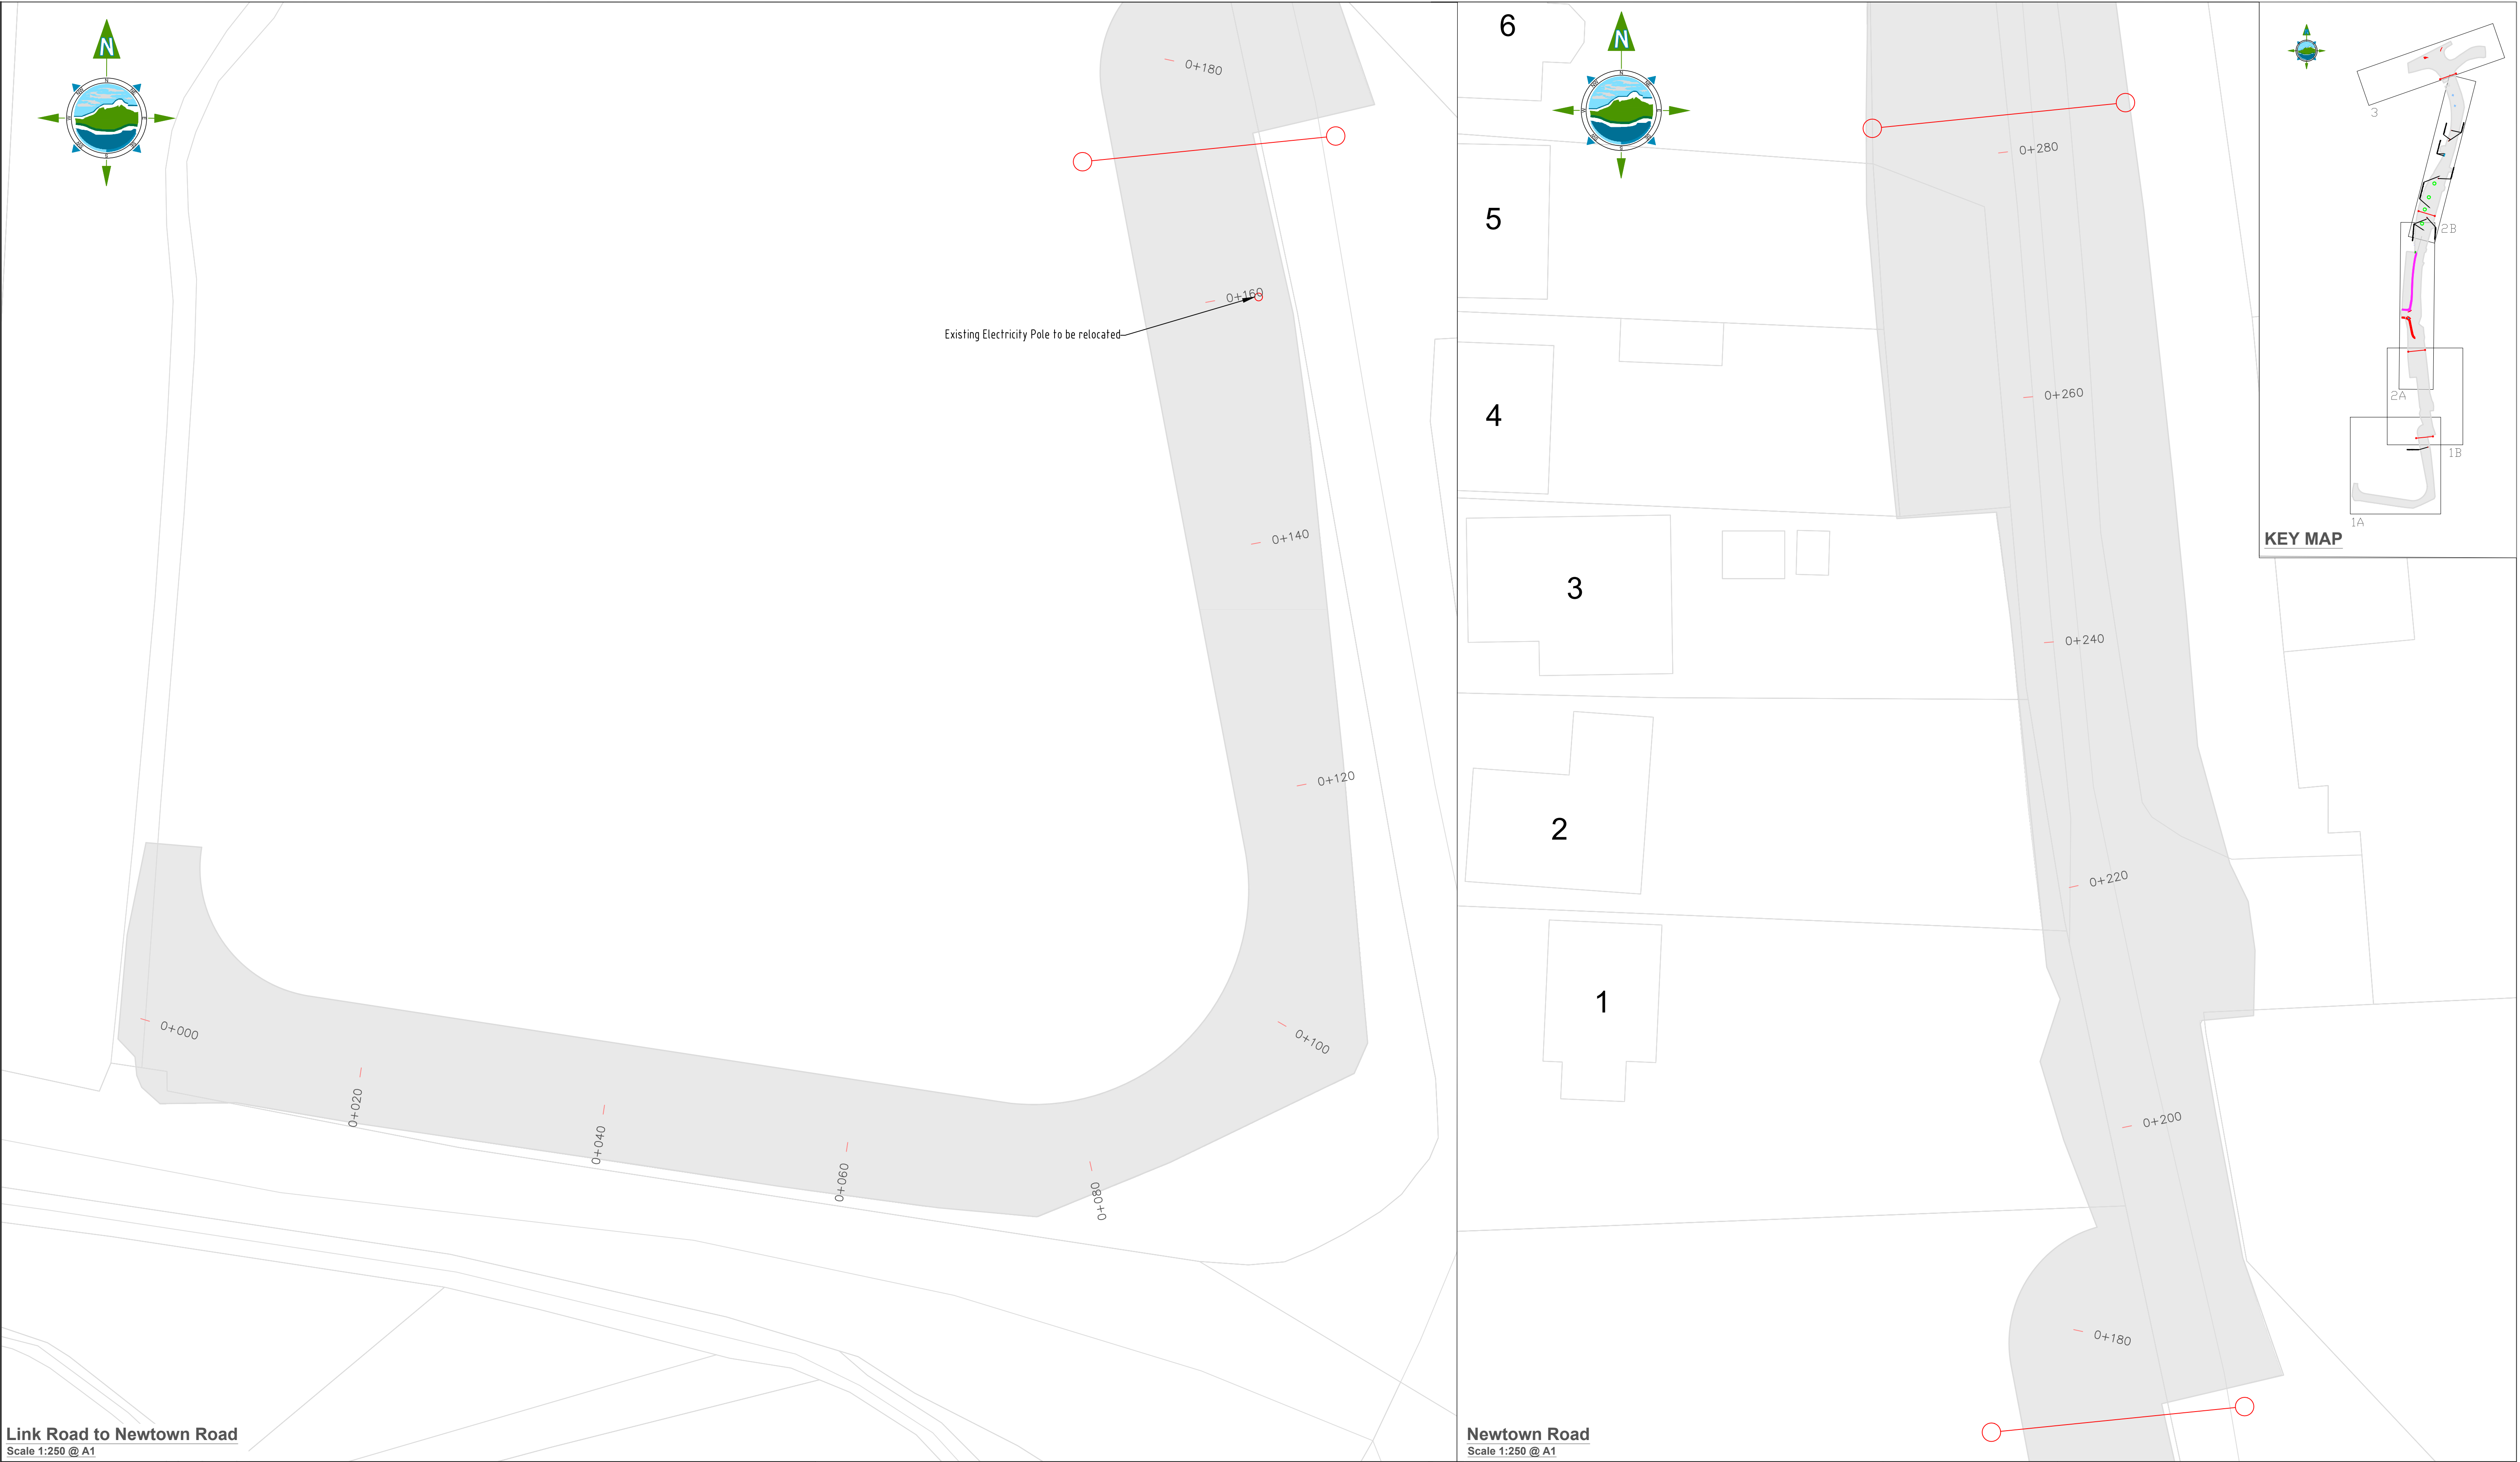 N
0+180
Existing Electricity Pole to be relocated
0+160
0+140
0+120
0+100
0+080
0+060
0+040
0+020
0+000
Link Road to Newtown Road
Scale 1:250 @ A1
N
6
5
4
3
2
1
0+280
0+260
0+240
0+220
0+200
0+180
Newtown Road
Scale 1:250 @ A1
3
2B
2A
1B
1A
KEY MAP